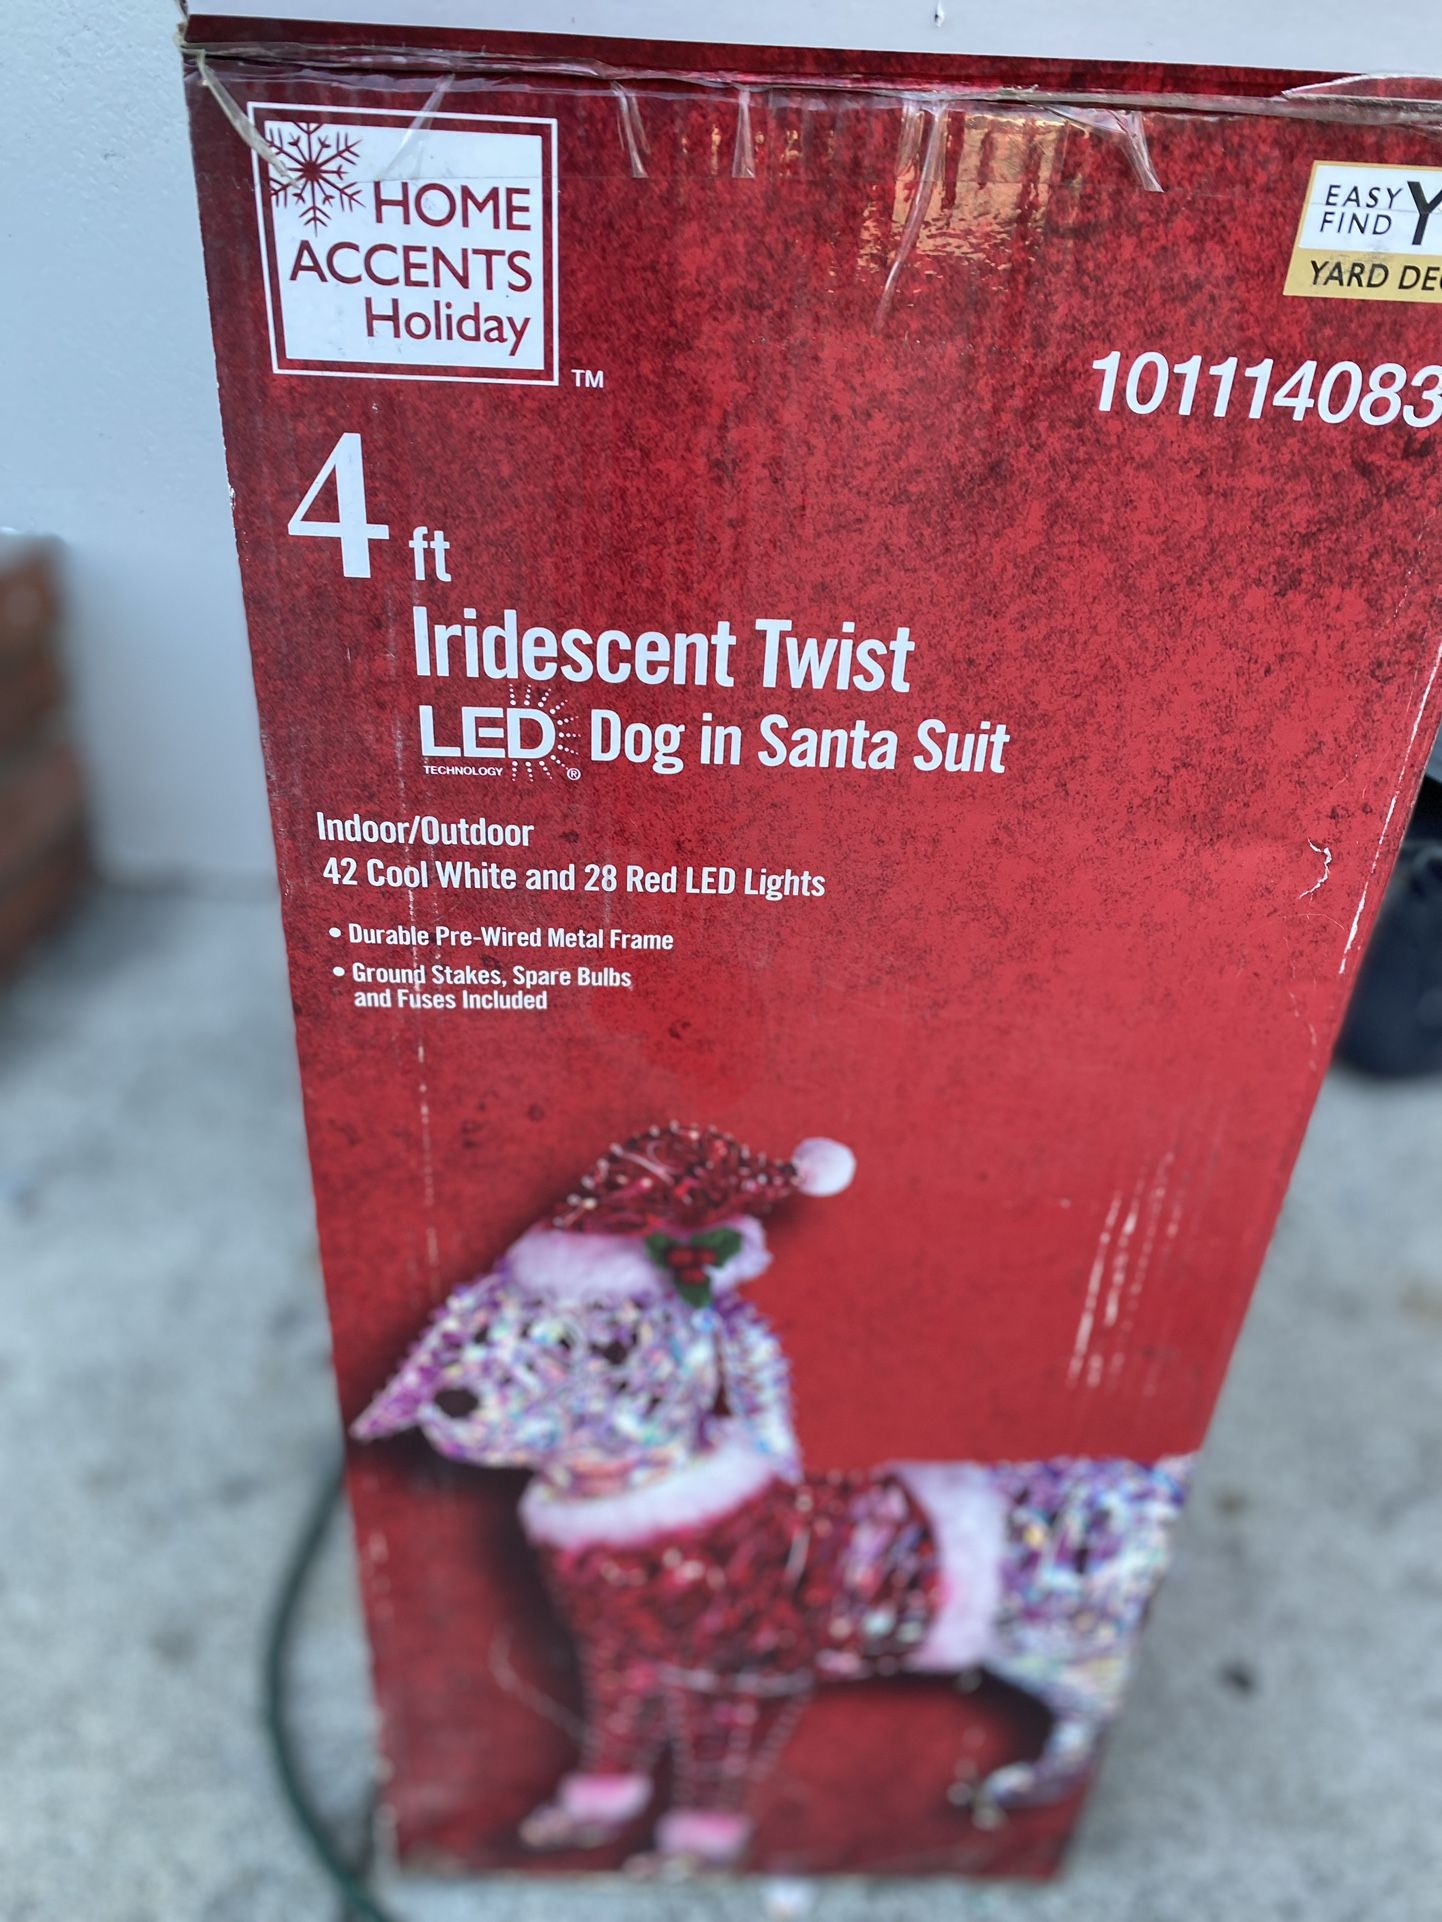 HOME
ACCENTS
Holiday
TM
EASY
FIND
YARD
101114083
4 ft
Iridescent Twist
LED Dog in Santa Suit
TECHNOLOGY ®
Indoor/Outdoor
42 Cool White and 28 Red LED Lights
• Durable Pre-Wired Metal Frame
• Ground Stakes, Spare Bulbs
and Fuses Included